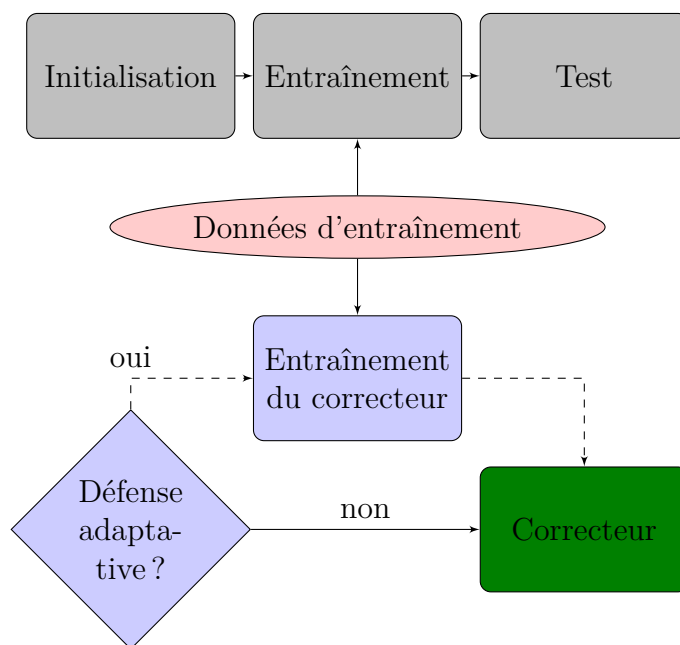 Initialisation
Entraînement
Test
Données d'entraînement
oui
Entraînement
du correcteur
Défense
adapta-
tive ?
non
Correcteur